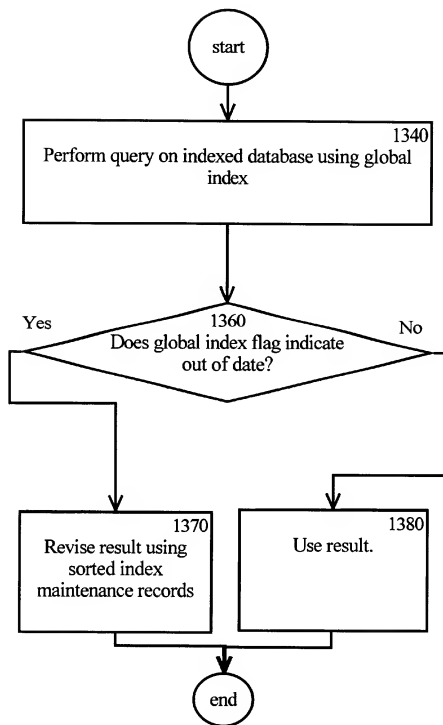 start
1340
Perform query on indexed database using global
index
Yes
1360
No
Does global index flag indicate
out of date?
1370
Revise result using
sorted index
maintenance records
1380
Use result.
end